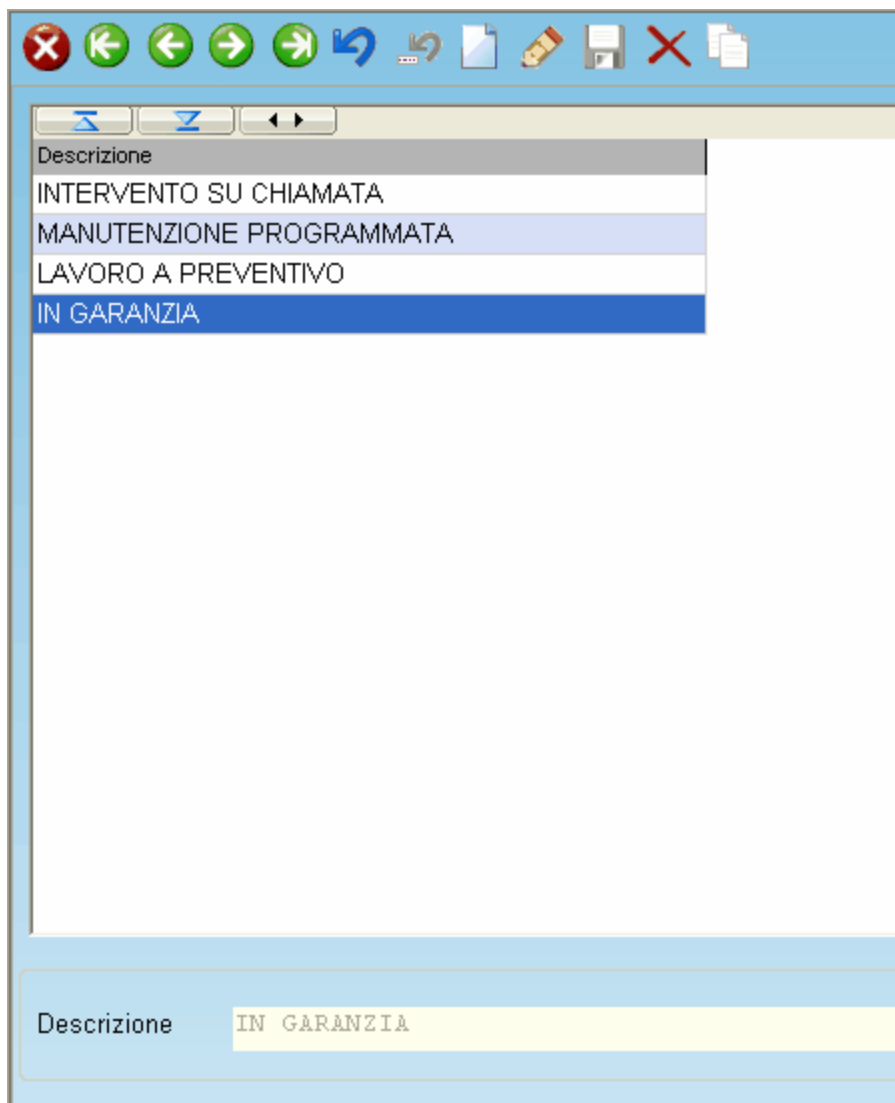 Descrizione
INTERVENTO SU CHIAMATA
MANUTENZIONE PROGRAMMATA
LAVORO A PREVENTIVO
IN GARANZIA
Descrizione IN GARANZIA